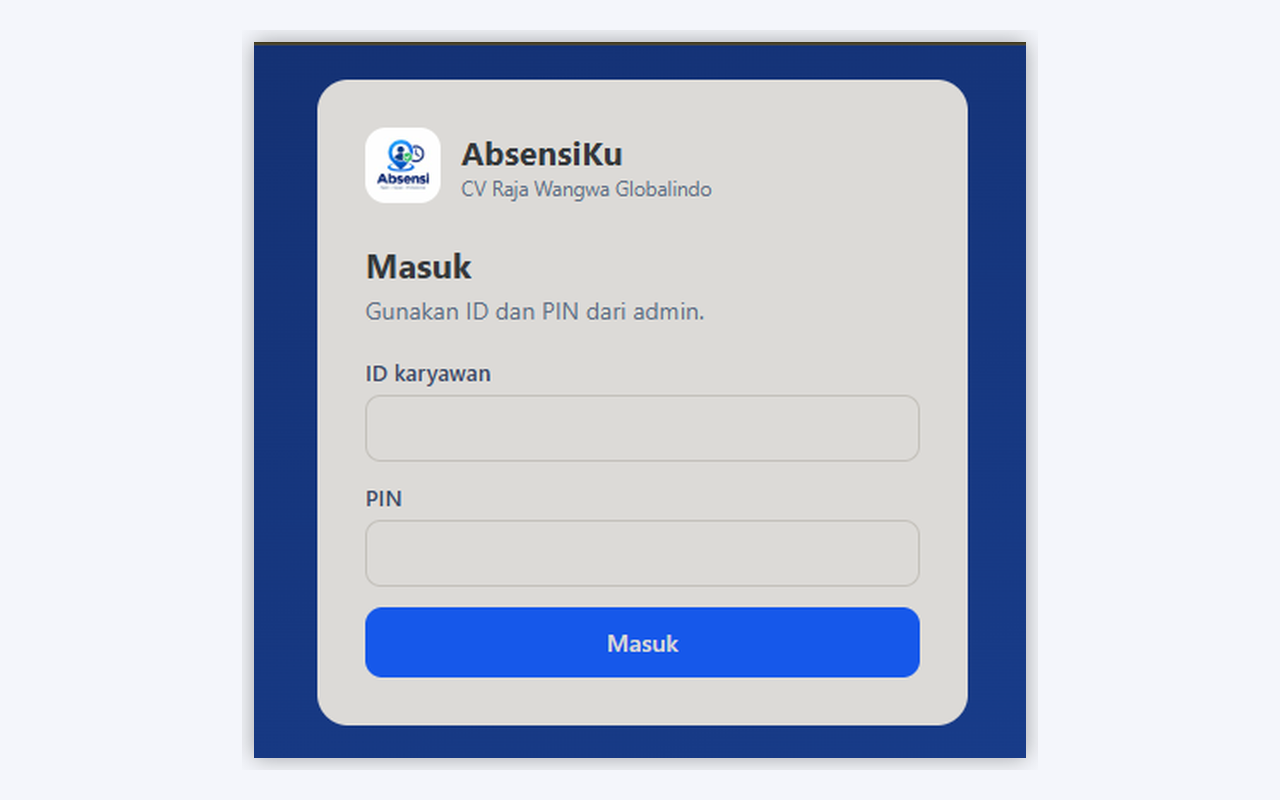 Absensi
AbsensiKu
CV Raja Wangwa Globalindo
Masuk
Gunakan ID dan PIN dari admin.
ID karyawan
PIN
Masuk